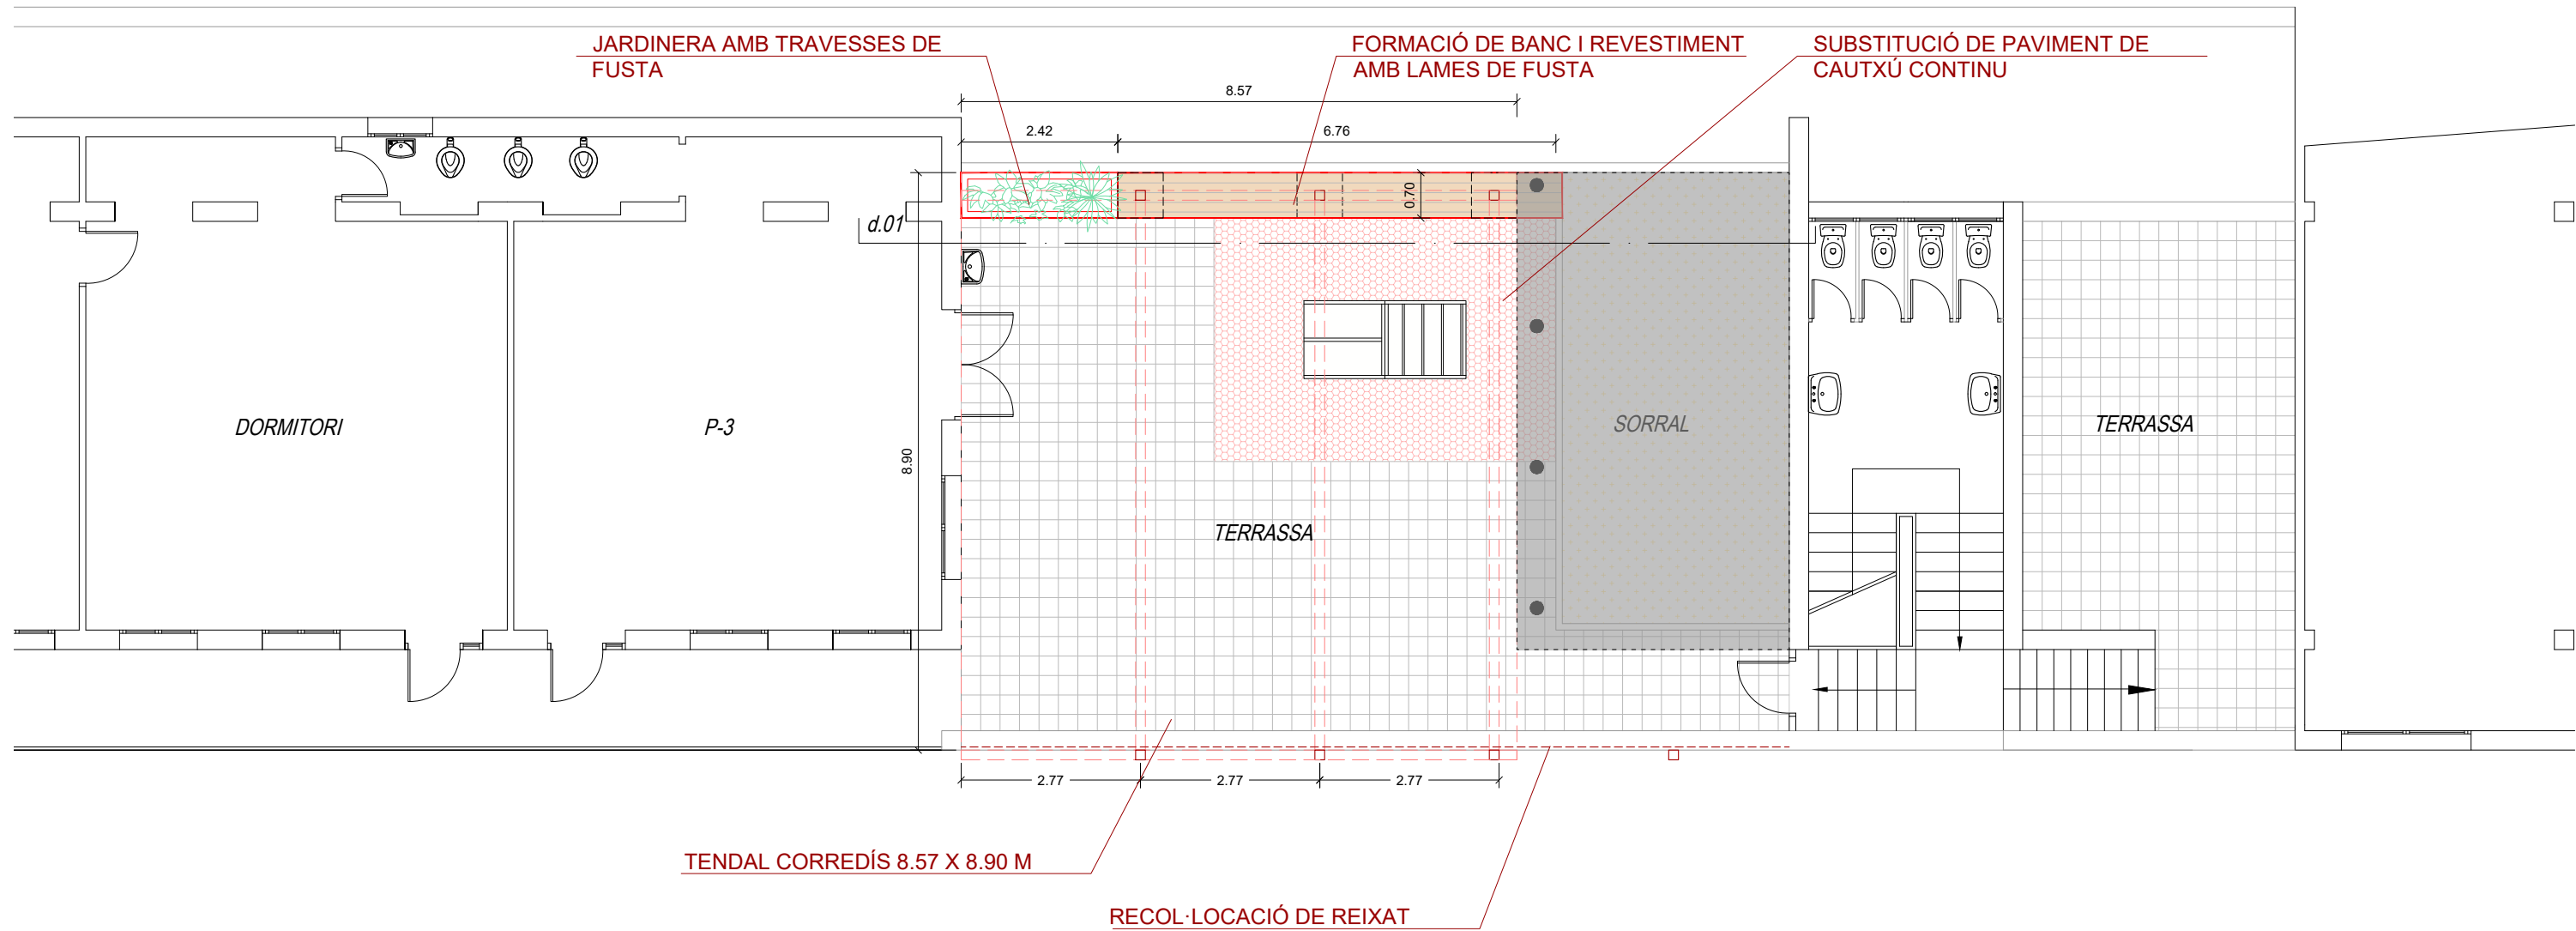 JARDINERA AMB TRAVESSES DE
FUSTA
FORMACIÓ DE BANC I REVESTIMENT
AMB LAMES DE FUSTA
SUBSTITUCIÓ DE PAVIMENT DE
CAUTXÚ CONTINU
8.57
2.42
6.76
0.70
d.01
DORMITORI
P-3
8.90
SORRAL
TERRASSA
TERRASSA
2.77
2.77
2.77
TENDAL CORREDÍS 8.57 X 8.90 M
RECOL·LOCACIÓ DE REIXAT